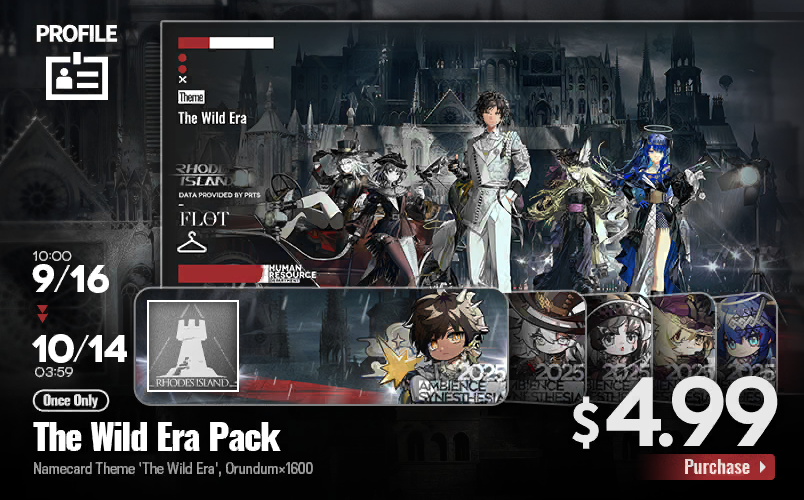 PROFILE
Theme
The Wild Era
RHODES
ISLAND
DATA PROVIDED BY PRTS
FLOT
HUMAN
RESOURCE
DEPARTMENT
10:00
9/16
10/14
03:59
RHODES ISLAND
2025
AMBIENCE
SYNESTHESIA
2025
2025
2025
2025
Once Only
The Wild Era Pack
Namecard Theme 'The Wild Era', Orundum×1600
$4.99
Purchase